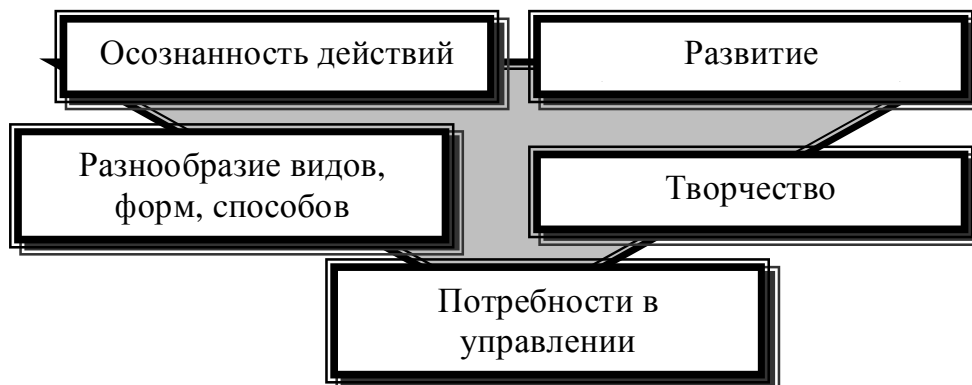 Осознанность действий
Развитие
Разнообразие видов,
форм, способов
Творчество
Потребности в
управлении